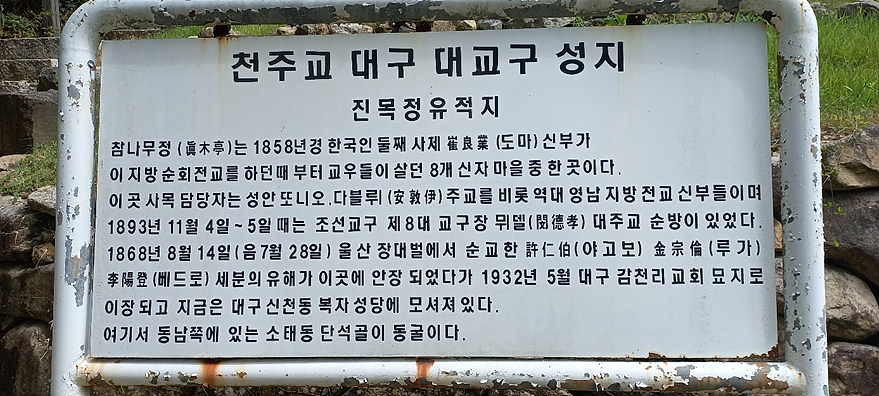 천주교 대구 대교구 성지
진목정유적지
참나무정 (眞木亭)는 1858년경 한국인 둘째 사제 崔良業 (도마) 신부가
이 지방 순회전교를 하던때 부터 교우들이 살던 8개 신자 마을 중 한 곳이다.
이 곳 사목 담당자는 성안 또니오.다블뤼 (安敦伊) 주교를 비롯 역대 영남 지방 전교 신부들이며
1893년 11월 4일~5일 때는 조선교구 제8대 교구장 뮈델 (閔德孝) 대주교 순방이 있었다.
1868년 8월 14일 (음7월 28일) 울산 장대벌에서 순교한 許仁伯 (야고보) 金宗倫 (루가)
李陽登 (베드로) 세분의 유해가 이곳에 안장 되었다가 1932년 5월 대구 감천리 교회 묘지로
이장 되고 지금은 대구 신천동 복자 성당에 모셔져 있다.
여기서 동남쪽에 있는 소태동 단석골이 동굴이다.